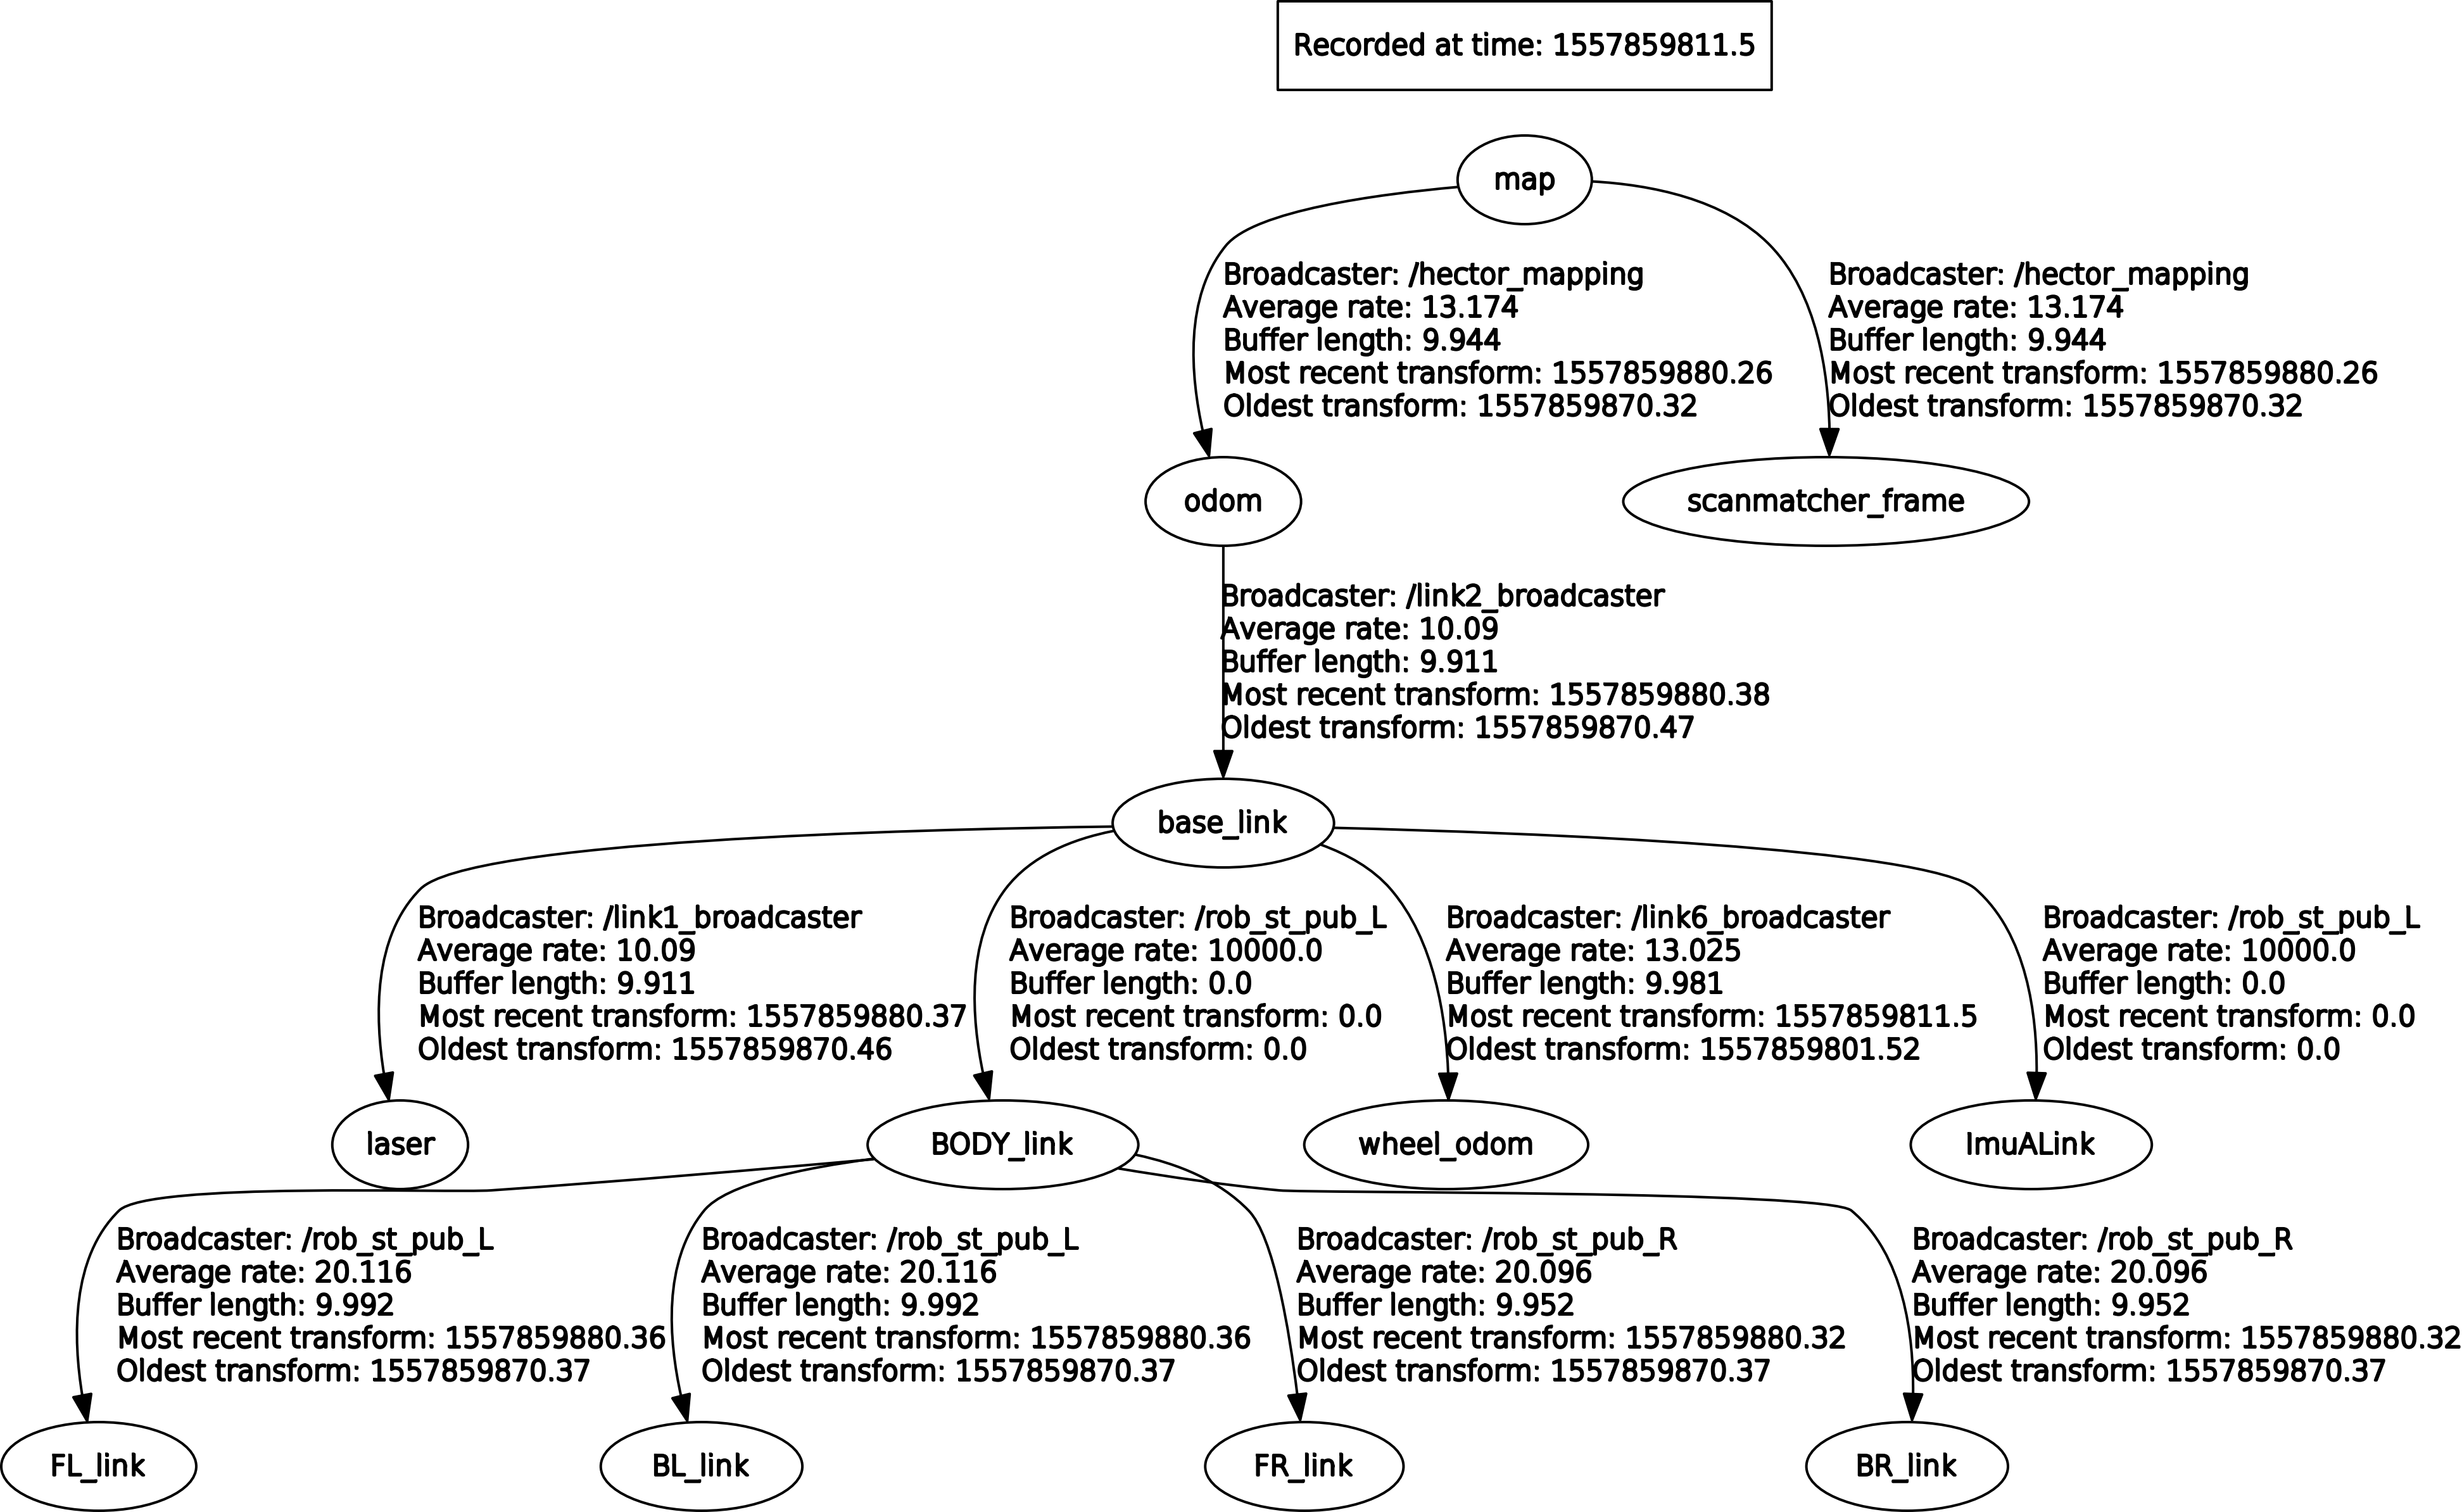 Recorded at time: 1557859811.5
map
Broadcaster: /hector_mapping
Average rate: 13.174
Buffer length: 9.944
Most recent transform: 1557859880.26
Oldest transform: 1557859870.32
Broadcaster: /hector_mapping
Average rate: 13.174
Buffer length: 9.944
Most recent transform: 1557859880.26
Oldest transform: 1557859870.32
odom
scanmatcher_frame
Broadcaster: /link2_broadcaster
Average rate: 10.09
Buffer length: 9.911
Most recent transform: 1557859880.38
Oldest transform: 1557859870.47
base_link
Broadcaster: /link1_broadcaster
Average rate: 10.09
Buffer length: 9.911
Most recent transform: 1557859880.37
Oldest transform: 1557859870.46
Broadcaster: /rob_st_pub_L
Average rate: 10000.0
Buffer length: 0.0
Most recent transform: 0.0
Oldest transform: 0.0
Broadcaster: /link6_broadcaster
Average rate: 13.025
Buffer length: 9.981
Most recent transform: 1557859811.5
Oldest transform: 1557859801.52
Broadcaster: /rob_st_pub_L
Average rate: 10000.0
Buffer length: 0.0
Most recent transform: 0.0
Oldest transform: 0.0
laser
BODY_link
wheel_odom
ImuALink
Broadcaster: /rob_st_pub_L
Average rate: 20.116
Buffer length: 9.992
Most recent transform: 1557859880.36
Oldest transform: 1557859870.37
Broadcaster: /rob_st_pub_L
Average rate: 20.116
Buffer length: 9.992
Most recent transform: 1557859880.36
Oldest transform: 1557859870.37
Broadcaster: /rob_st_pub_R
Average rate: 20.096
Buffer length: 9.952
Most recent transform: 1557859880.32
Oldest transform: 1557859870.37
Broadcaster: /rob_st_pub_R
Average rate: 20.096
Buffer length: 9.952
Most recent transform: 1557859880.32
Oldest transform: 1557859870.37
FL_link
BL_link
FR_link
BR_link